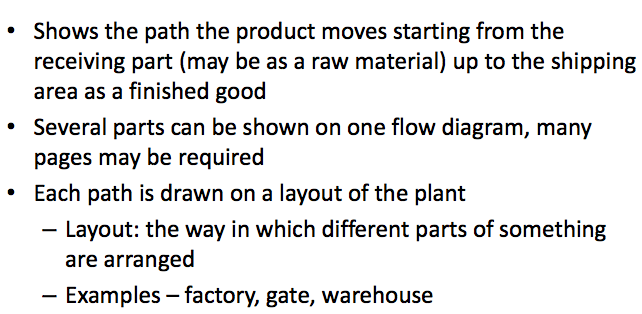 • Shows the path the product moves starting from the
receiving part (may be as a raw material) up to the shipping
area as a finished good
• Several parts can be shown on one flow diagram, many
pages may be required
• Each path is drawn on a layout of the plant
– Layout: the way in which different parts of something
are arranged
– Examples – factory, gate, warehouse